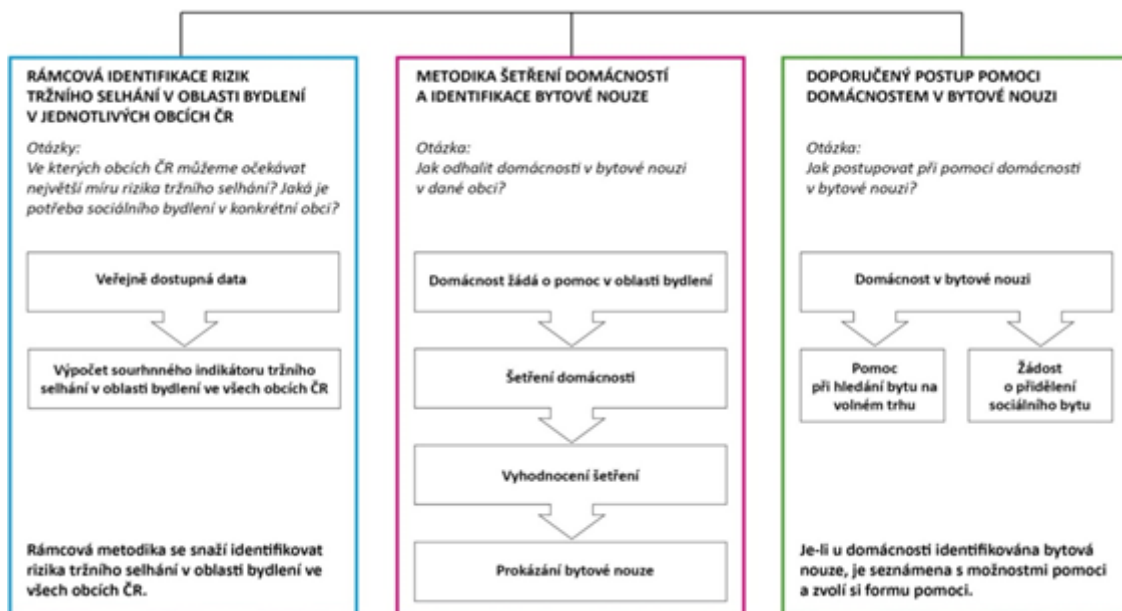 RÁMCOVÁ IDENTIFIKACE RIZIK
TRŽNÍHO SELHÁNÍ V OBLASTI BYDLENÍ
V JEDNOTLIVÝCH OBCÍCH ČR
Otázky:
Ve kterých obcích ČR můžeme očekávat
největší míru rizika tržního selhání? Jaká je
potřeba sociálního bydlení v konkrétní obci?
Veřejně dostupná data
Výpočet sourhnného indikátoru tržního
selhání v oblasti bydlení ve všech obcích ČR
Rámcová metodika se snaží identifikovat
rizika tržního selhání v oblasti bydlení ve
všech obcích ČR.
METODIKA ŠETŘENÍ DOMÁCNOSTÍ
A IDENTIFIKACE BYTOVÉ NOUZE
Otázka:
Jak odhalit domácnosti v bytové nouzi
v dané obci?
Domácnost žádá o pomoc v oblasti bydlení
Šetření domácnosti
Vyhodnocení šetření
Prokázání bytové nouze
DOPORUČENÝ POSTUP POMOCI
DOMÁCNOSTEM V BYTOVÉ NOUZI
Otázka:
Jak postupovat při pomoci domácnosti
v bytové nouzi?
Domácnost v bytové nouzi
Pomoc
při hledání bytu na
volném trhu
Žádost
o přidělení
sociálního bytu
Je-li u domácnosti identifikována bytová
nouze, je seznámena s možnostmi pomoci
a zvolí si formu pomoci.